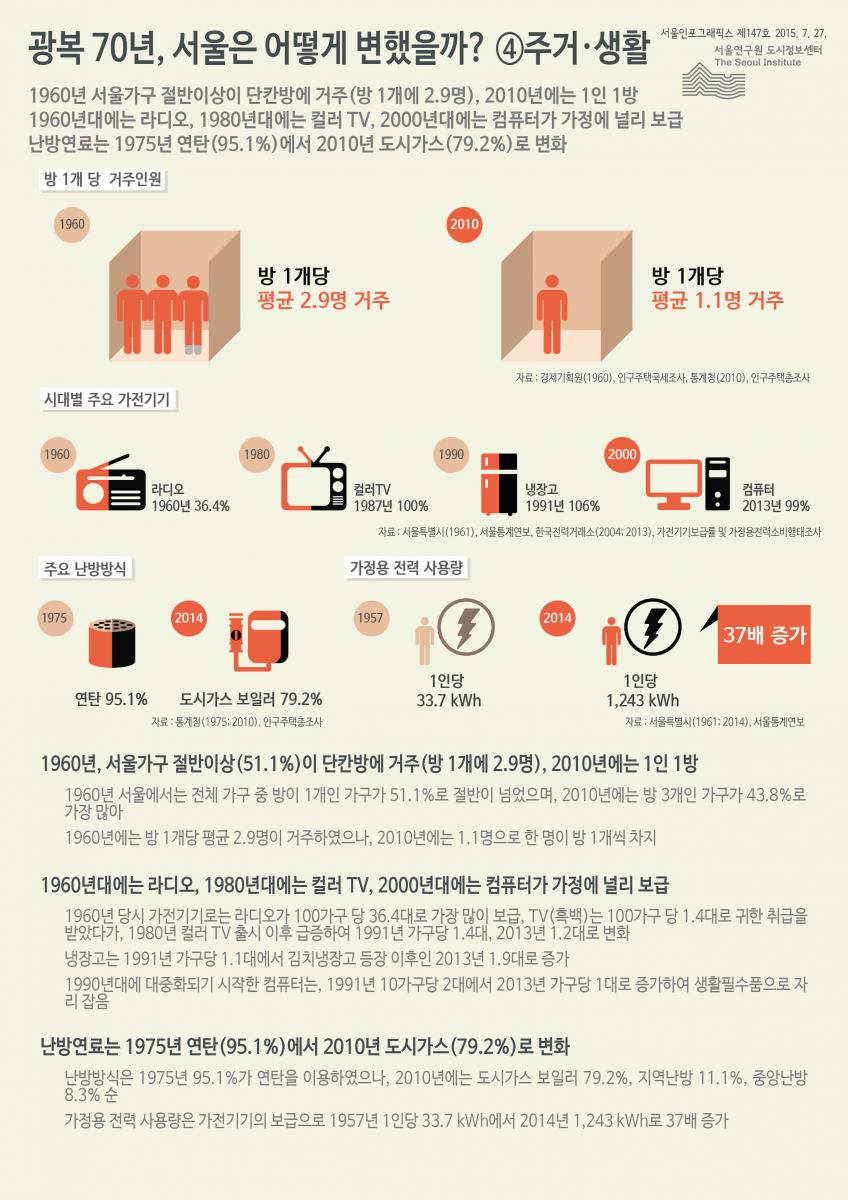 광복 70년, 서울은 어떻게 변했을까? ④주거·생활
서울인포그래픽스 제147호 2015. 7. 27.
서울연구원 도시정보센터
The Seoul Institute
1960년 서울가구 절반이상이 단칸방에 거주(방 1개에 2.9명), 2010년에는 1인 1방
1960년대에는 라디오, 1980년대에는 컬러 TV, 2000년대에는 컴퓨터가 가정에 널리 보급
난방연료는 1975년 연탄(95.1%)에서 2010년 도시가스(79.2%)로 변화
방 1개 당 거주인원
1960
방 1개당
평균 2.9명 거주
2010
방 1개당
평균 1.1명 거주
자료 : 경제기획원(1960), 인구주택국세조사, 통계청(2010), 인구주택총조사
시대별 주요 가전기기
1960
라디오
1960년 36.4%
1980
컬러TV
1987년 100%
1990
냉장고
1991년 106%
2000
컴퓨터
2013년 99%
자료 : 서울특별시(1961), 서울통계연보, 한국전력거래소(2004; 2013), 가전기기보급률 및 가정용전력소비행태조사
주요 난방방식
1975
연탄 95.1%
2014
도시가스 보일러 79.2%
자료 : 통계청(1975; 2010), 인구주택총조사
가정용 전력 사용량
1957
1인당
33.7 kWh
2014
1인당
1,243 kWh
37배 증가
자료 : 서울특별시(1961; 2014), 서울통계연보
1960년, 서울가구 절반이상(51.1%)이 단칸방에 거주(방 1개에 2.9명), 2010년에는 1인 1방
1960년 서울에서는 전체 가구 중 방이 1개인 가구가 51.1%로 절반이 넘었으며, 2010년에는 방 3개인 가구가 43.8%로
가장 많아
1960년에는 방 1개당 평균 2.9명이 거주하였으나, 2010년에는 1.1명으로 한 명이 방 1개씩 차지
1960년대에는 라디오, 1980년대에는 컬러 TV, 2000년대에는 컴퓨터가 가정에 널리 보급
1960년 당시 가전기기로는 라디오가 100가구 당 36.4대로 가장 많이 보급, TV(흑백)는 100가구 당 1.4대로 귀한 취급을
받았다가, 1980년 컬러 TV 출시 이후 급증하여 1991년 가구당 1.4대, 2013년 1.2대로 변화
냉장고는 1991년 가구당 1.1대에서 김치냉장고 등장 이후인 2013년 1.9대로 증가
1990년대에 대중화되기 시작한 컴퓨터는, 1991년 10가구당 2대에서 2013년 가구당 1대로 증가하여 생활필수품으로 자
리 잡음
난방연료는 1975년 연탄(95.1%)에서 2010년 도시가스(79.2%)로 변화
난방방식은 1975년 95.1%가 연탄을 이용하였으나, 2010년에는 도시가스 보일러 79.2%, 지역난방 11.1%, 중앙난방
8.3% 순
가정용 전력 사용량은 가전기기의 보급으로 1957년 1인당 33.7 kWh에서 2014년 1,243 kWh로 37배 증가